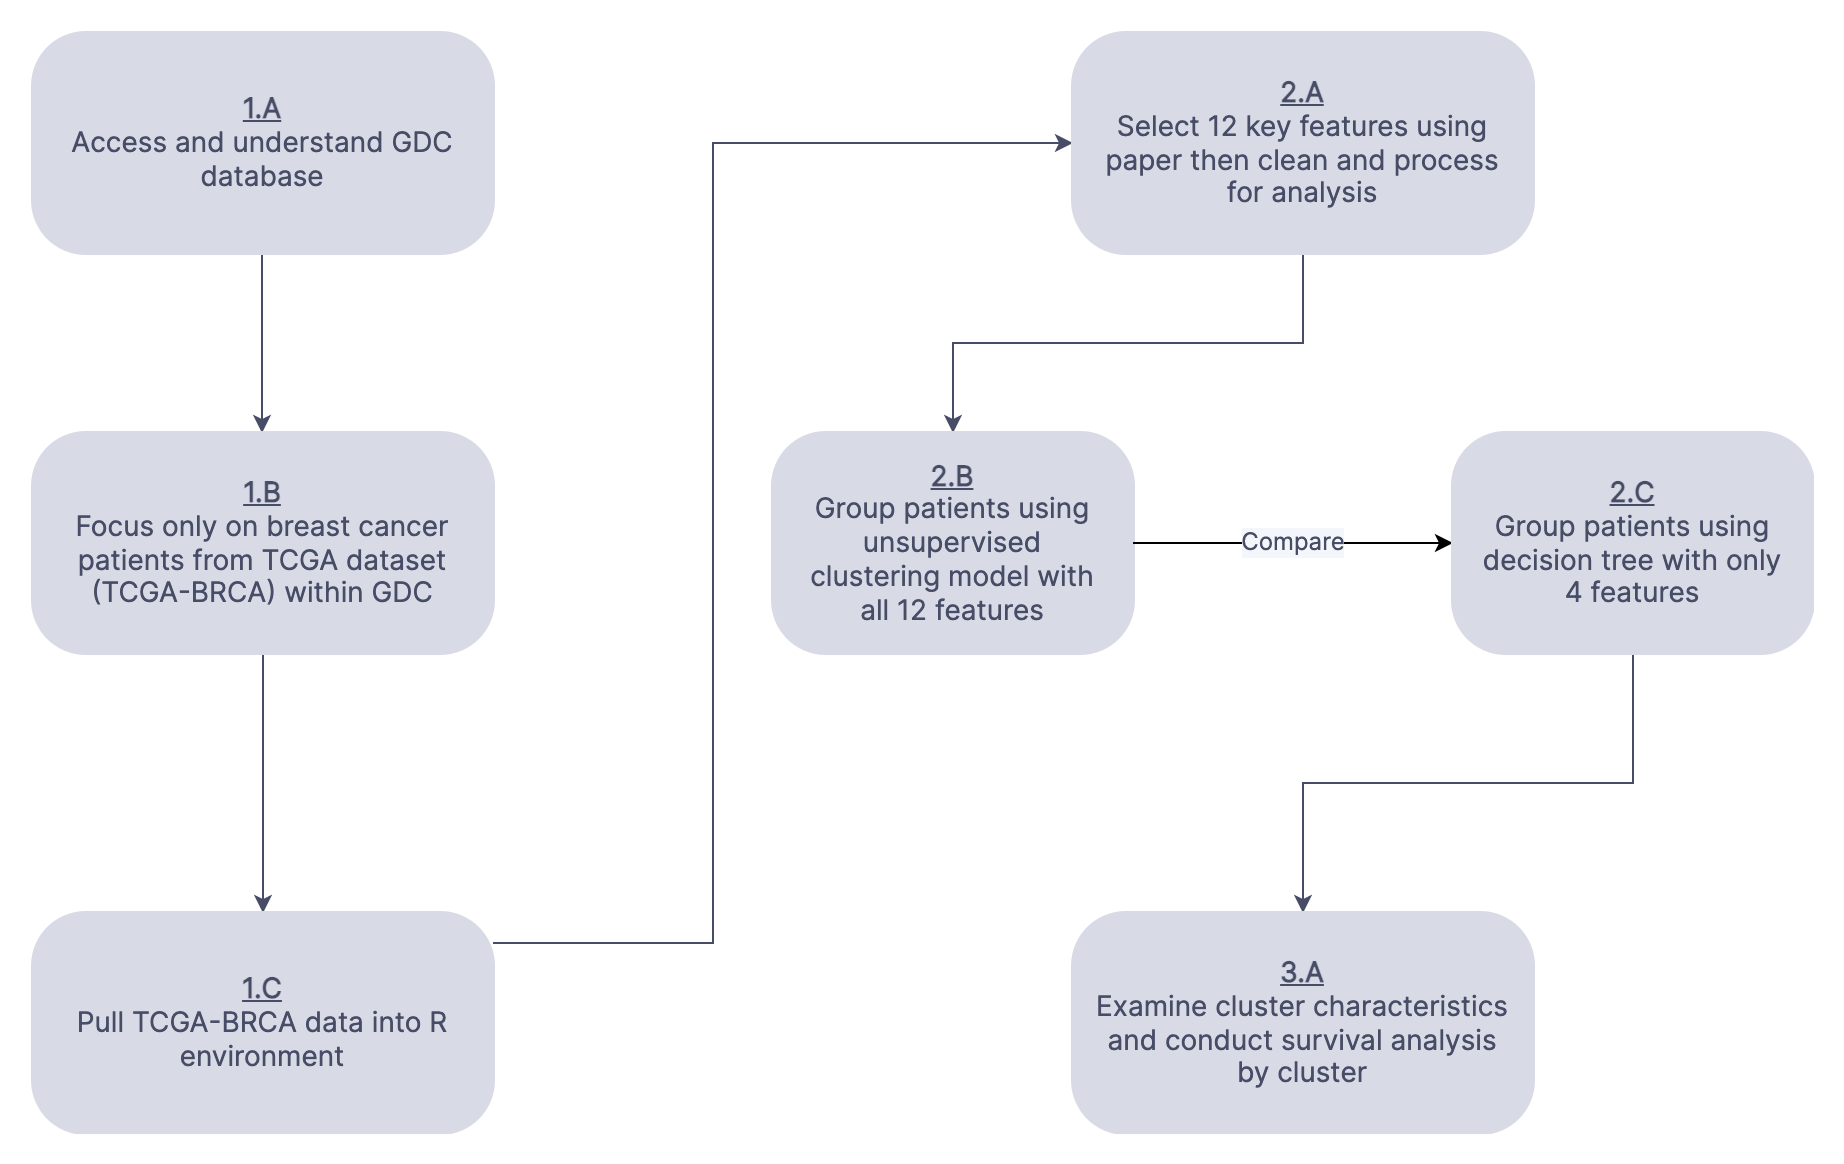 1.A
Access and understand GDC
database
1.B
Focus only on breast cancer
patients from TCGA dataset
(TCGA-BRCA) within GDC
1.C
Pull TCGA-BRCA data into R
environment
2.A
Select 12 key features using
paper then clean and process
for analysis
2.B
Group patients using
unsupervised
clustering model with
all 12 features
Compare
2.C
Group patients using
decision tree with only
4 features
3.A
Examine cluster characteristics
and conduct survival analysis
by cluster